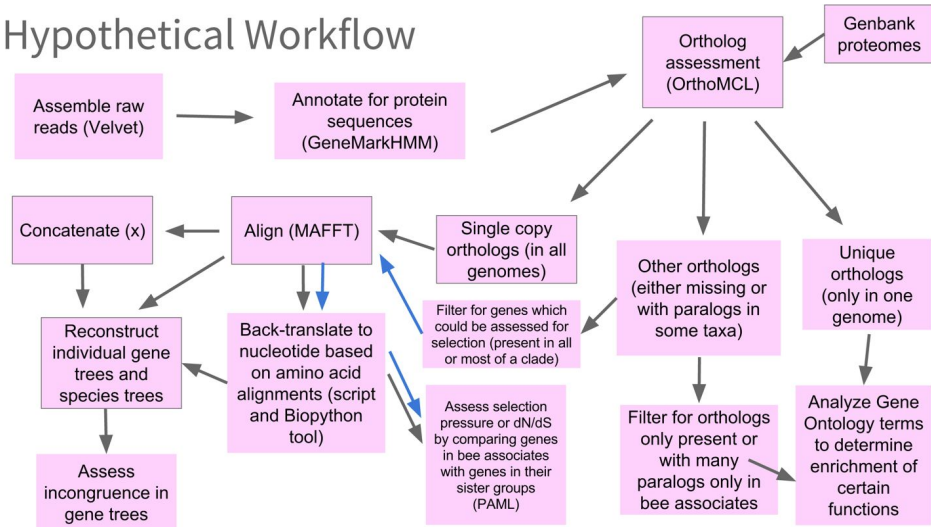 Hypothetical Workflow
Assemble raw
reads (Velvet)
Annotate for protein
sequences
(GeneMarkHMM)
Ortholog
assessment
(OrthoMCL)
Genbank
proteomes
Concatenate (x)
Align (MAFFT)
Single copy
orthologs (in all
genomes)
Other orthologs
(either missing or
with paralogs in
some taxa)
Unique
orthologs
(only in one
genome)
Filter for genes which
could be assessed for
selection (present in all
or most of a clade)
Reconstruct
individual gene
trees and
species trees
Back-translate to
nucleotide based
on amino acid
alignments (script
and Biopython
tool)
Assess selection
pressure or dN/dS
by comparing genes
in bee associates
with genes in their
sister groups
(PAML)
Filter for orthologs
only present or
with many
paralogs only in
bee associates
Analyze Gene
Ontology terms
to determine
enrichment of
certain
functions
Assess
incongruence in
gene trees